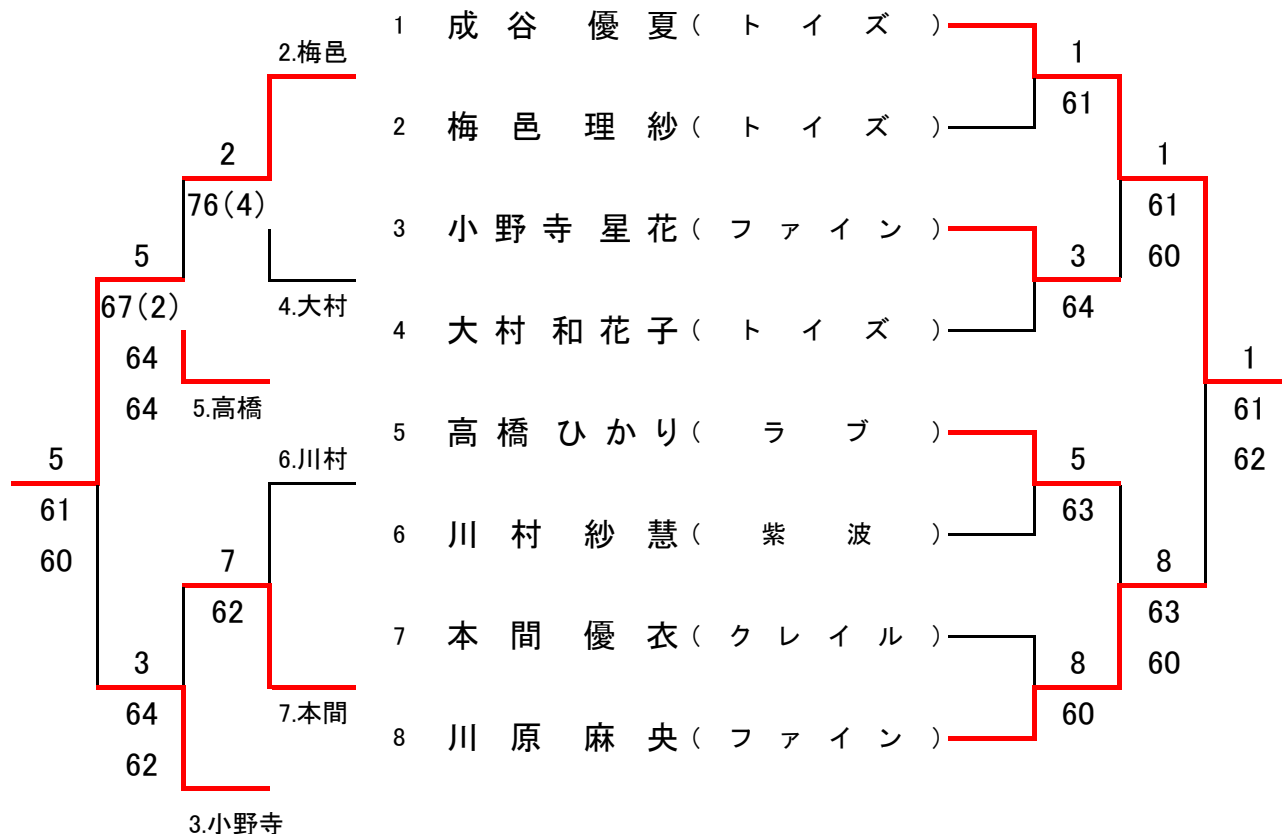 2.梅邑
2
76(4)
5
67(2)
64
64
4.大村
5.高橋
5
61
60
6.川村
7
62
3
64
62
7.本間
3.小野寺
1 成谷 優夏(トイズ)
2 梅邑 理紗(トイズ)
3 小野寺 星花(ファイン)
4 大村 和花子(トイズ)
5 高橋 ひかり(ラブ)
6 川村 紗慧(紫波)
7 本間 優衣(クレイル)
8 川原 麻央(ファイン)
1
61
3
64
5
63
8
60
1
61
60
8
63
60
1
61
62